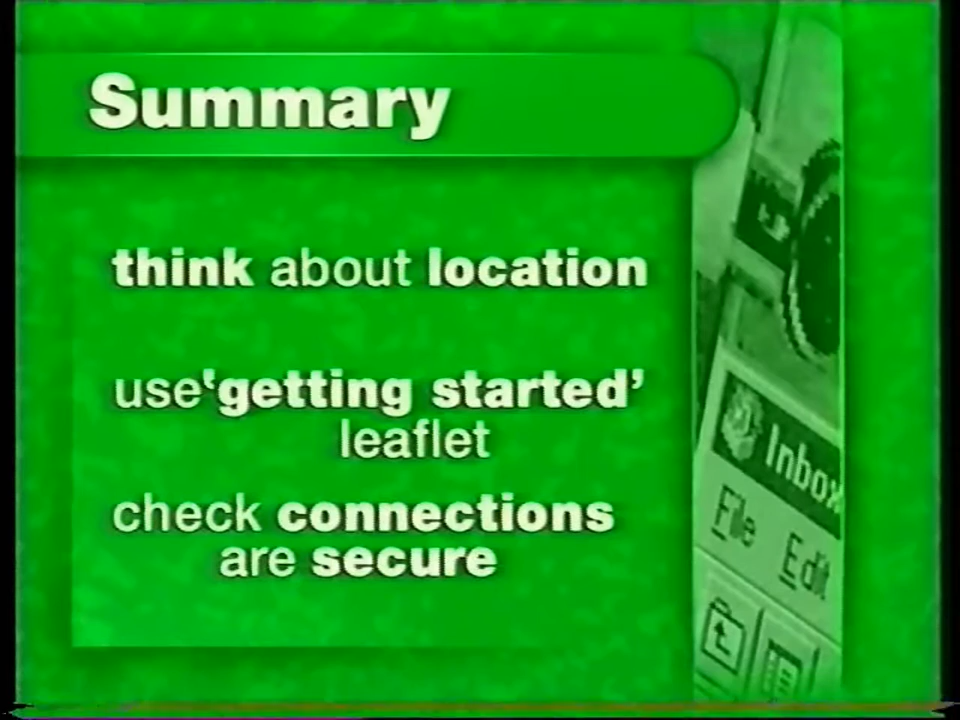 Summary
think about location
use‘getting started’
leaflet
check connections
are secure
Inbox
File Edit